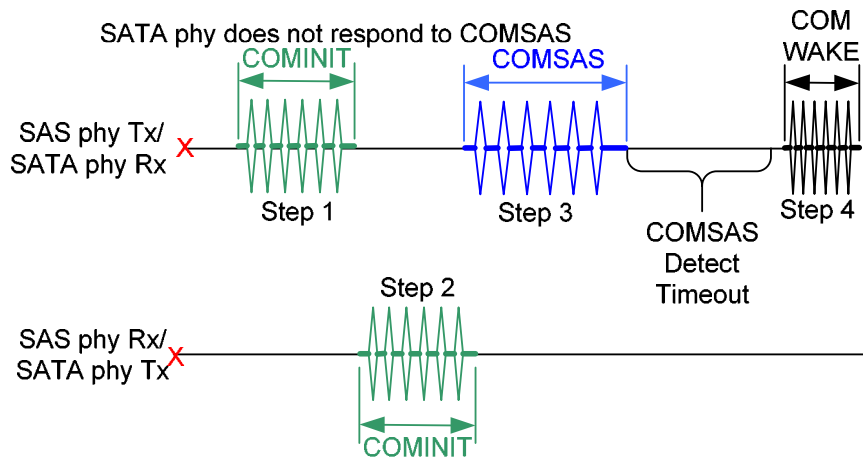 SATA phy does not respond to COMSAS
COMINIT
COMSAS
COM
WAKE
SAS phy Tx/
SATA phy Rx
X
Step 1
Step 3
Step 4
COMSAS
Detect
Timeout
Step 2
SAS phy Rx/
SATA phy Tx
X
COMINIT